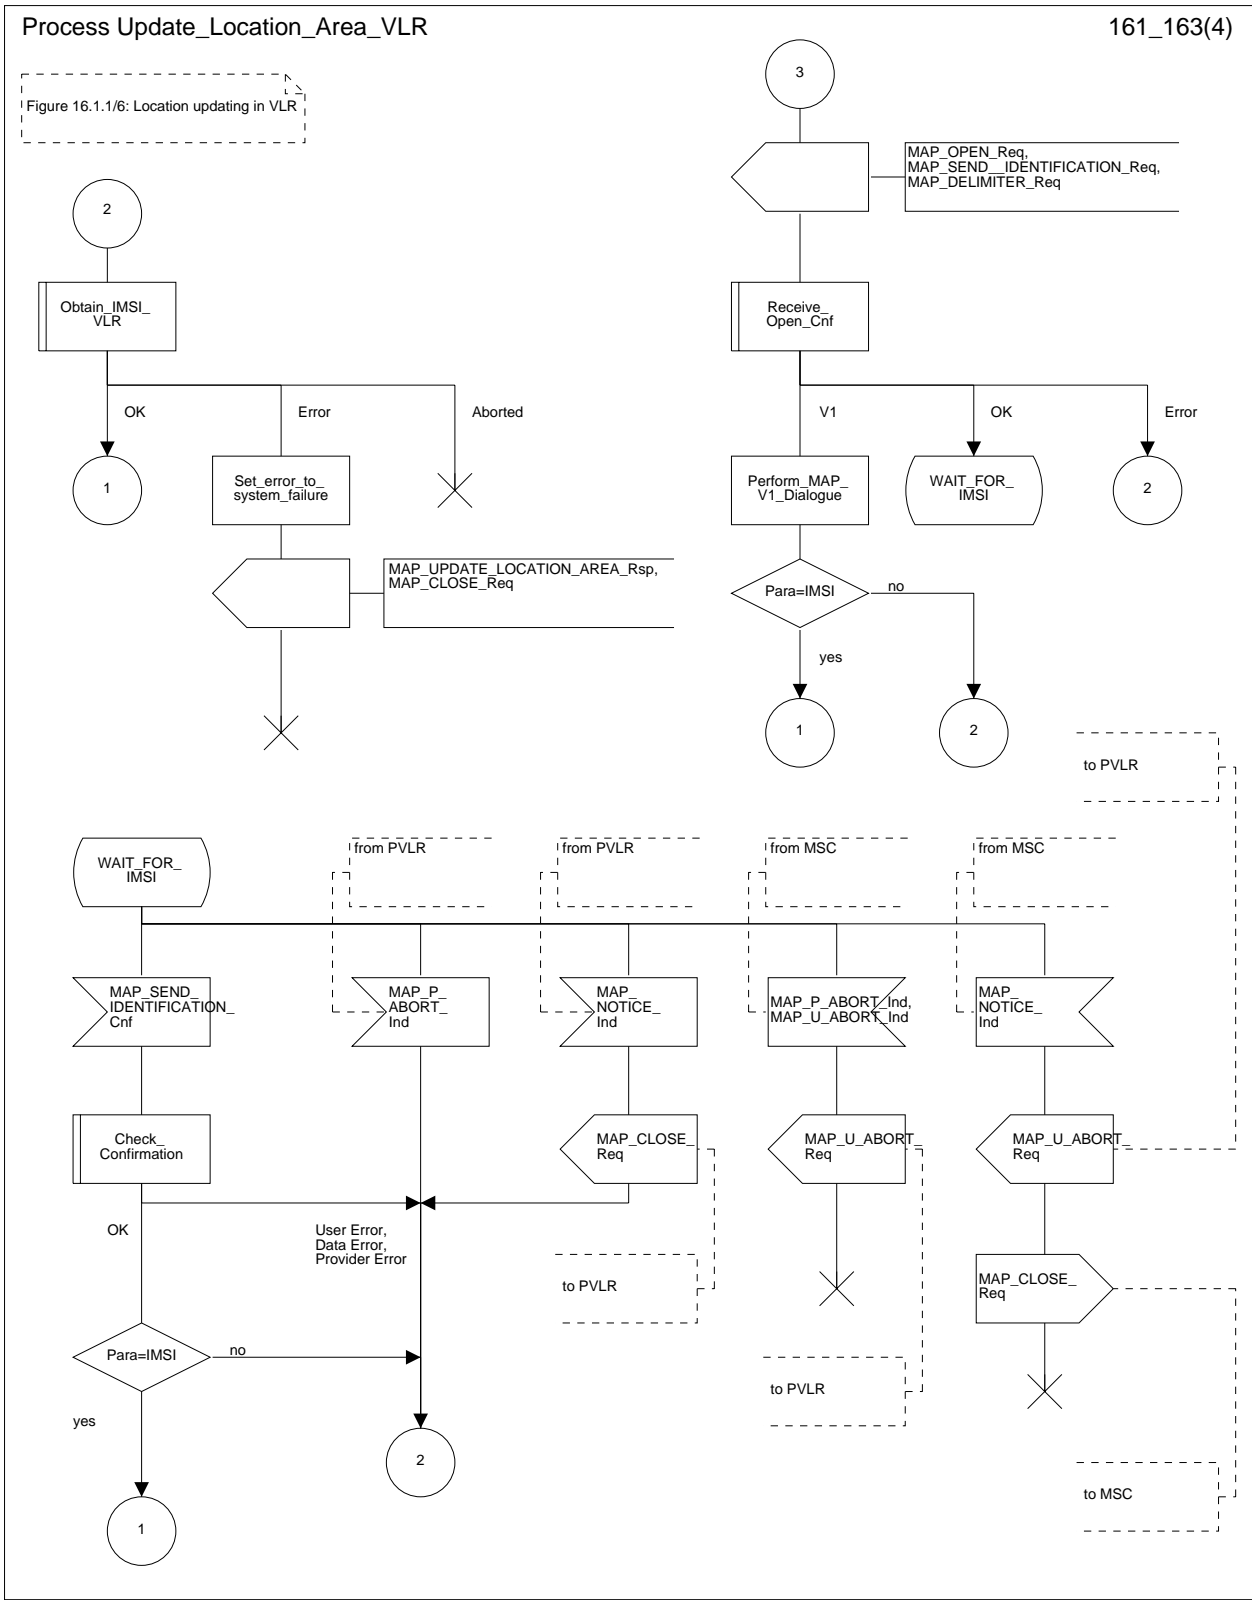 Process Update_Location_Area_VLR
161_163(4)
Figure 16.1.1/6: Location updating in VLR
3
MAP_OPEN_Req,
MAP_SEND__IDENTIFICATION_Req,
MAP_DELIMITER_Req
2
Obtain_IMSI_
VLR
Receive_
Open_Cnf
OK
Error
Aborted
V1
OK
Error
1
Set_error_to_
system_failure
Perform_MAP_
V1_Dialogue
WAIT_FOR_
IMSI
2
MAP_UPDATE_LOCATION_AREA_Rsp,
MAP_CLOSE_Req
Para=IMSI
no
yes
1
2
to PVLR
WAIT_FOR_
IMSI
from PVLR
from PVLR
from MSC
from MSC
MAP_SEND_
IDENTIFICATION_
Cnf
MAP_P_
ABORT_
Ind
MAP_
NOTICE_
Ind
MAP_P_ABORT_Ind,
MAP_U_ABORT_Ind
MAP_
NOTICE_
Ind
Check_
Confirmation
MAP_CLOSE_
Req
MAP_U_ABORT_
Req
MAP_U_ABORT_
Req
OK
User Error,
Data Error,
Provider Error
to PVLR
MAP_CLOSE_
Req
Para=IMSI
no
to PVLR
yes
2
to MSC
1